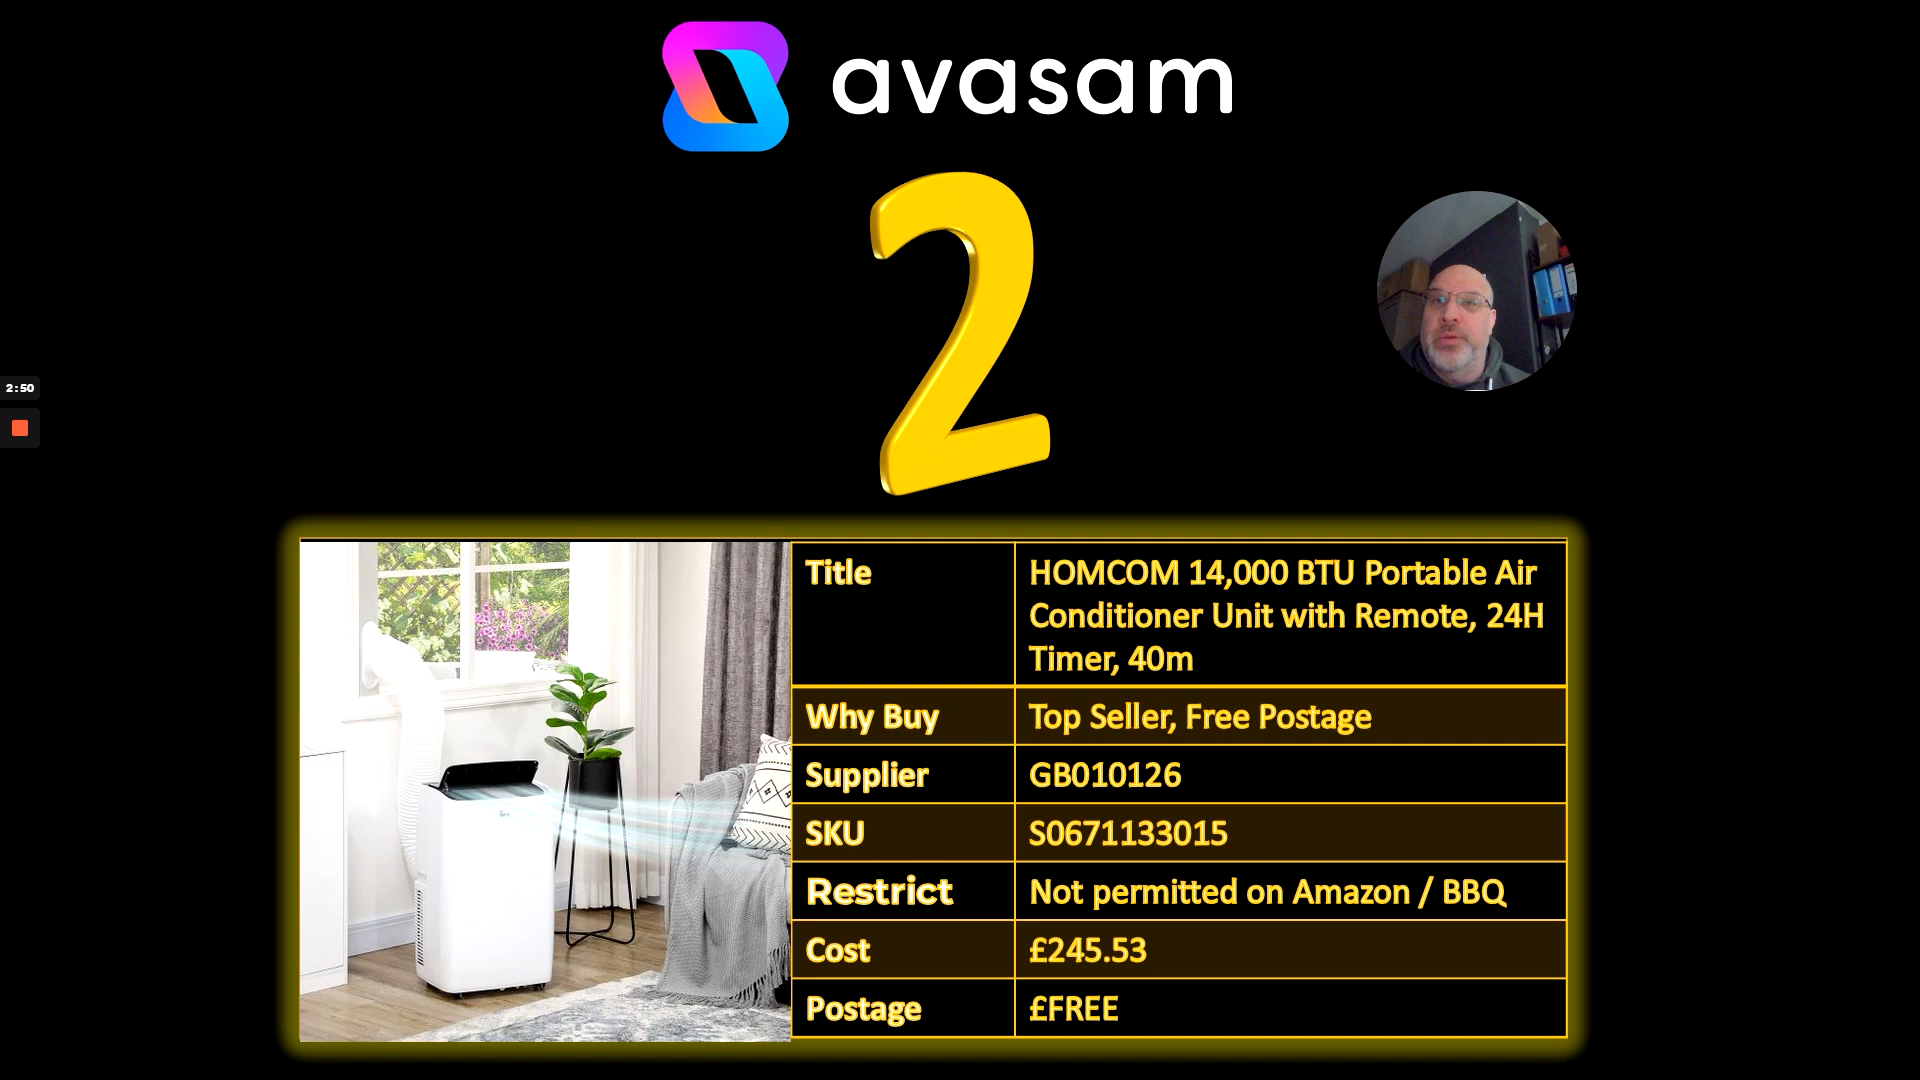 avasam
2
2:50
Title
HOMCOM 14,000 BTU Portable Air
Conditioner Unit with Remote, 24H
Timer, 40m
Why Buy
Top Seller, Free Postage
Supplier
GB010126
SKU
S0671133015
Restrict
Not permitted on Amazon / BBQ
Cost
£245.53
Postage
£FREE